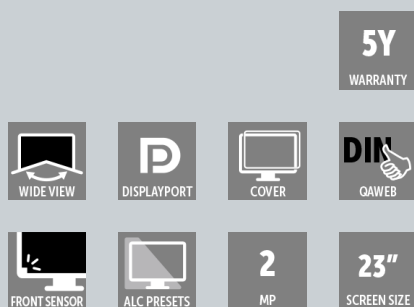 5Y
WARRANTY
WIDE VIEW
DISPLAYPORT
COVER
DIN
QAWEB
FRONT SENSOR
ALC PRESETS
2
MP
23"
SCREEN SIZE